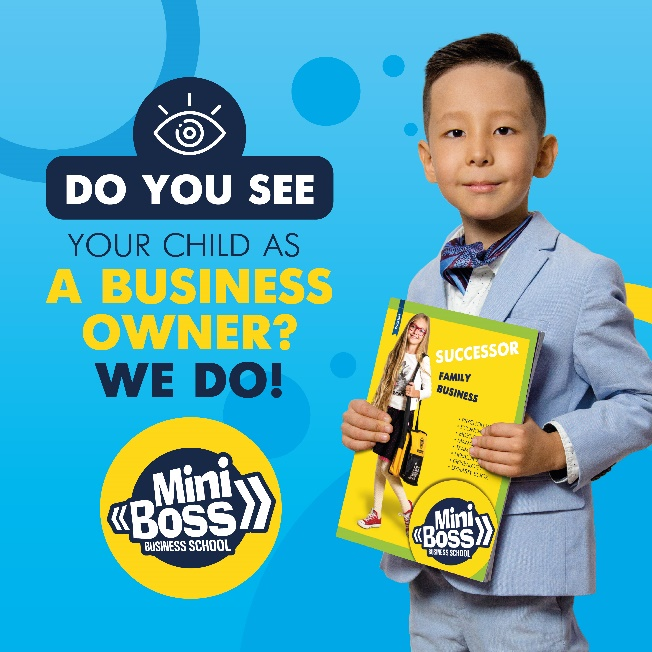 DO YOU SEE
YOUR CHILD AS
A BUSINESS
OWNER?
WE DO!
Mini
Boss
BUSINESS SCHOOL
SUCCESSOR
FAMILY
BUSINESS
Mini
Boss
BUSINESS SCHOOL